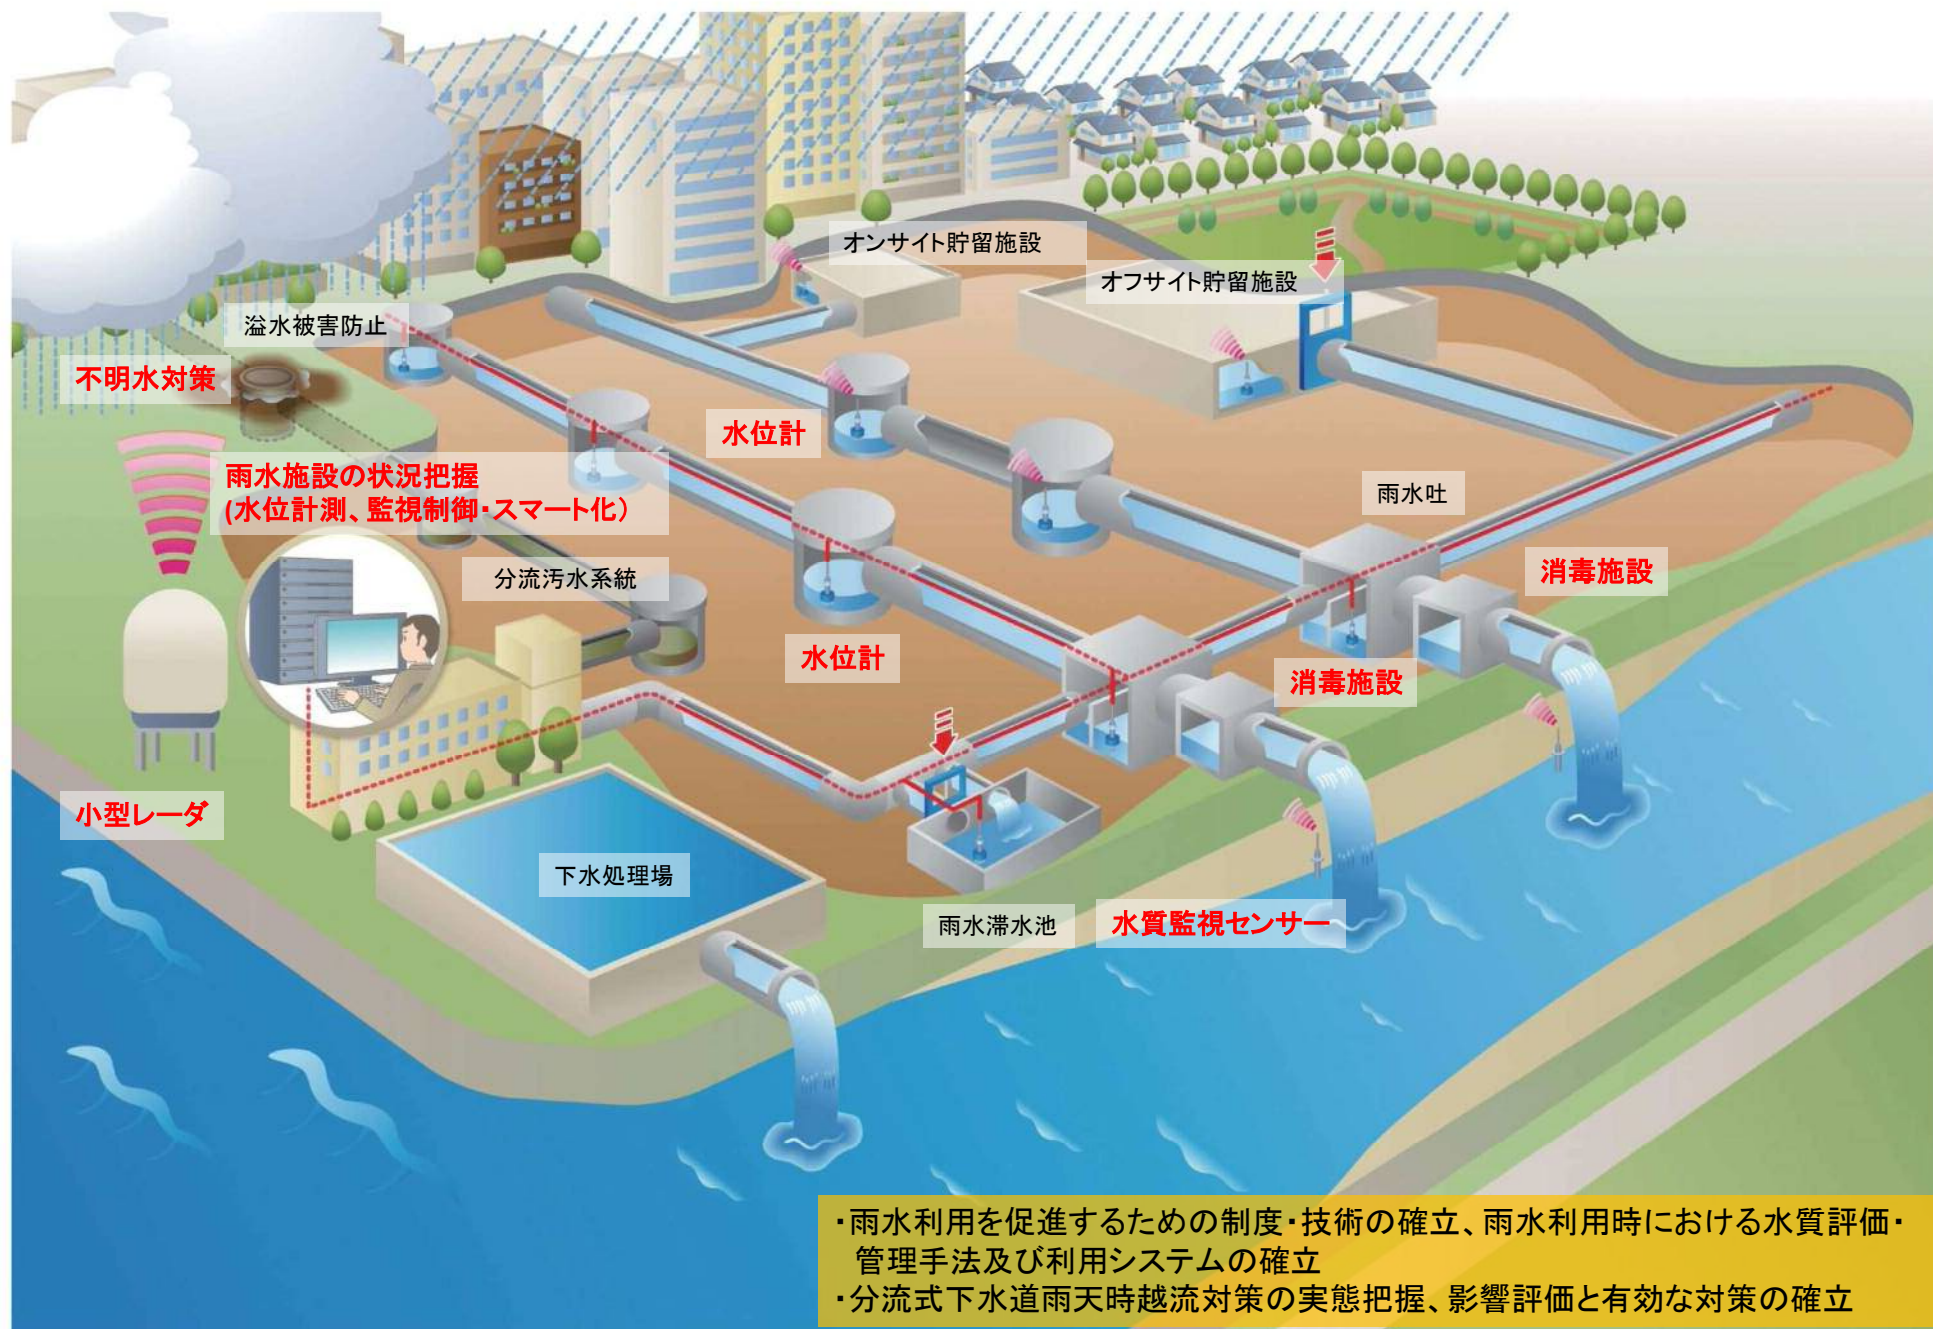 オンサイト貯留施設
オフサイト貯留施設
溢水被害防止
不明水対策
水位計
雨水施設の状況把握
(水位計測、監視制御・スマート化)
雨水吐
分流汚水系統
消毒施設
水位計
消毒施設
小型レーダ
下水処理場
雨水滞水池
水質監視センサー
・雨水利用を促進するための制度・技術の確立、雨水利用時における水質評価・
管理手法及び利用システムの確立
・分流式下水道雨天時越流対策の実態把握、影響評価と有効な対策の確立